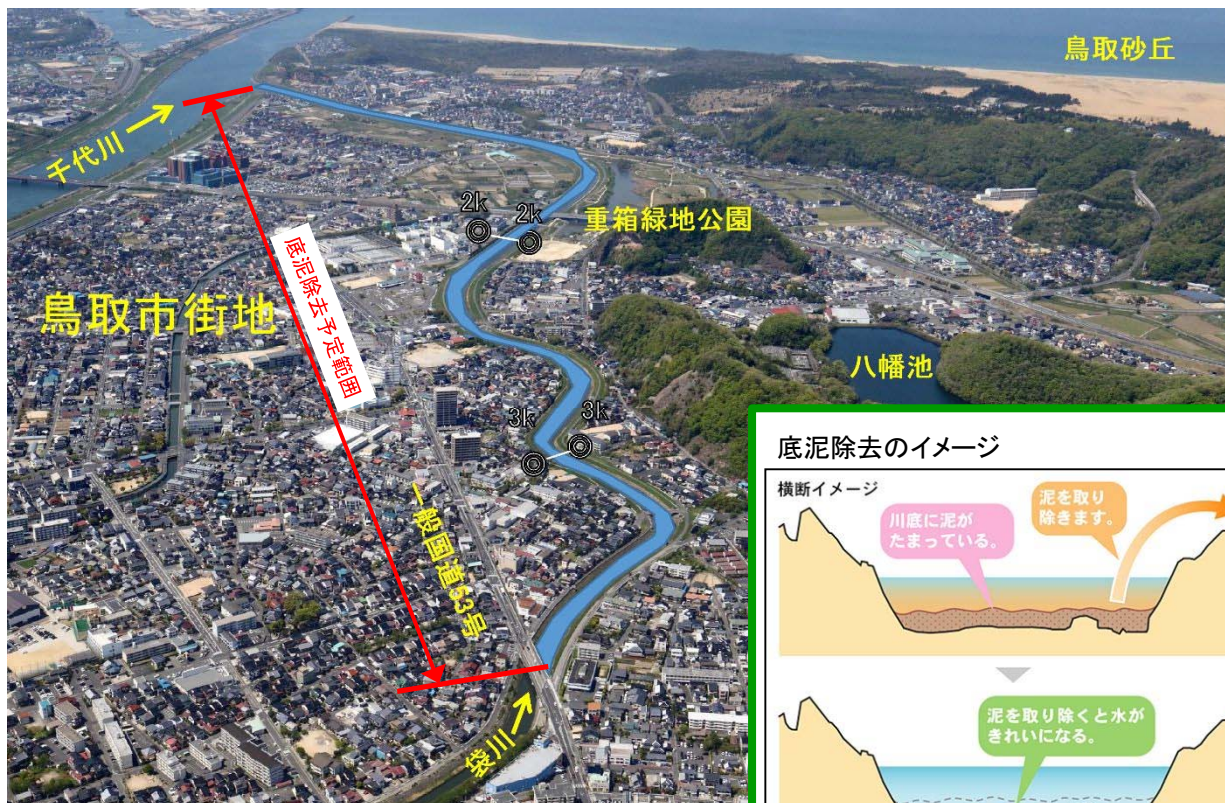 鳥取砂丘
千代川
2k
2k
重箱緑地公園
底泥除去予定範囲
鳥取市街地
八幡池
3k
3k
一般国道53号
袋川
底泥除去のイメージ
横断イメージ
川底に泥が
たまっている。
泥を取り
除きます。
泥を取り除くと水が
きれいになる。